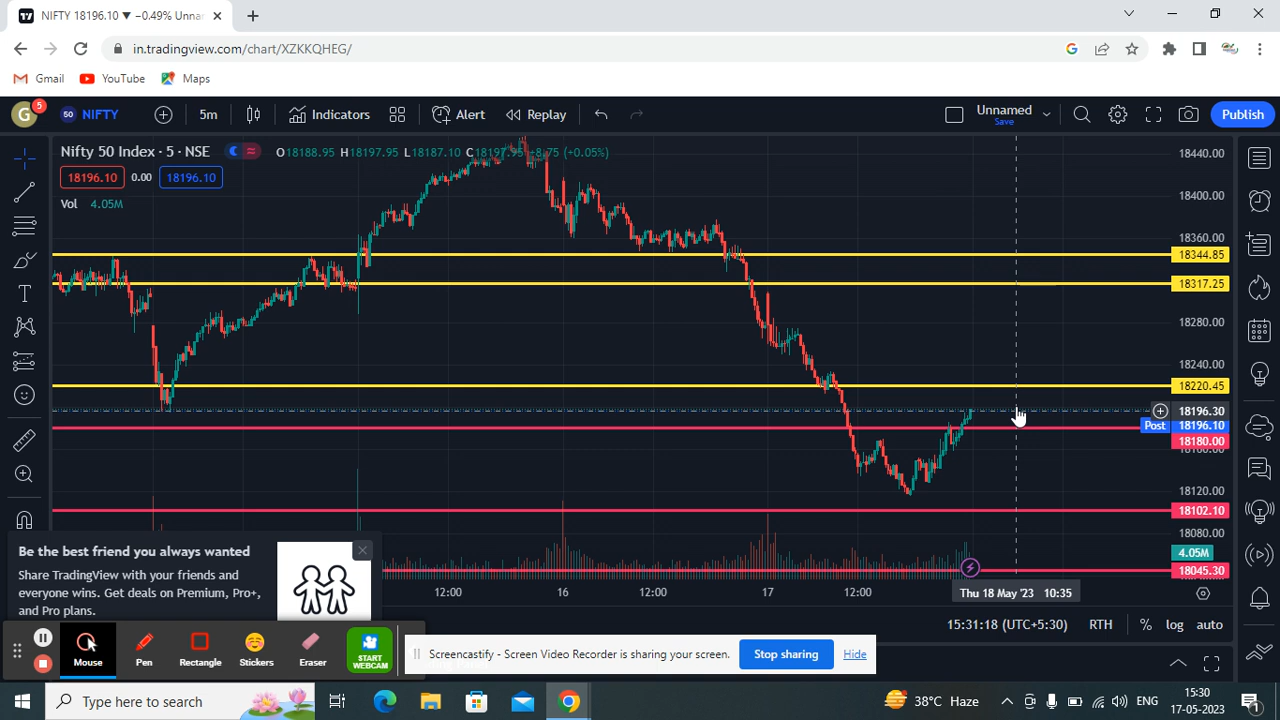 NIFTY 18196.10 ▼ −0.49% Unna
in.tradingview.com/chart/XZKKQHEG/
Gmail YouTube Maps
G 5 50 NIFTY 5m Indicators Alert Replay Unnamed Save Publish
Nifty 50 Index · 5 · NSE O18188.95 H18197.95 L18187.10 C18197.95 +8.75 (+0.05%)
18196.10 0.00 18196.10
Vol 4.05M
18440.00
18400.00
18360.00
18344.85
18317.25
18280.00
18240.00
18220.45
18196.30
Post 18196.10
18180.00
18160.00
18120.00
18102.10
18080.00
4.05M
18045.30
Be the best friend you always wanted
Share TradingView with your friends and
everyone wins. Get deals on Premium, Pro+,
and Pro plans.
12:00 16 12:00 17 12:00 Thu 18 May '23 10:35
15:31:18 (UTC+5:30) RTH % log auto
Mouse Pen Rectangle Stickers Eraser START WEBCAM
Screencastify - Screen Video Recorder is sharing your screen. Stop sharing Hide
Type here to search 38°C Haze ENG 15:30
17-05-2023 1